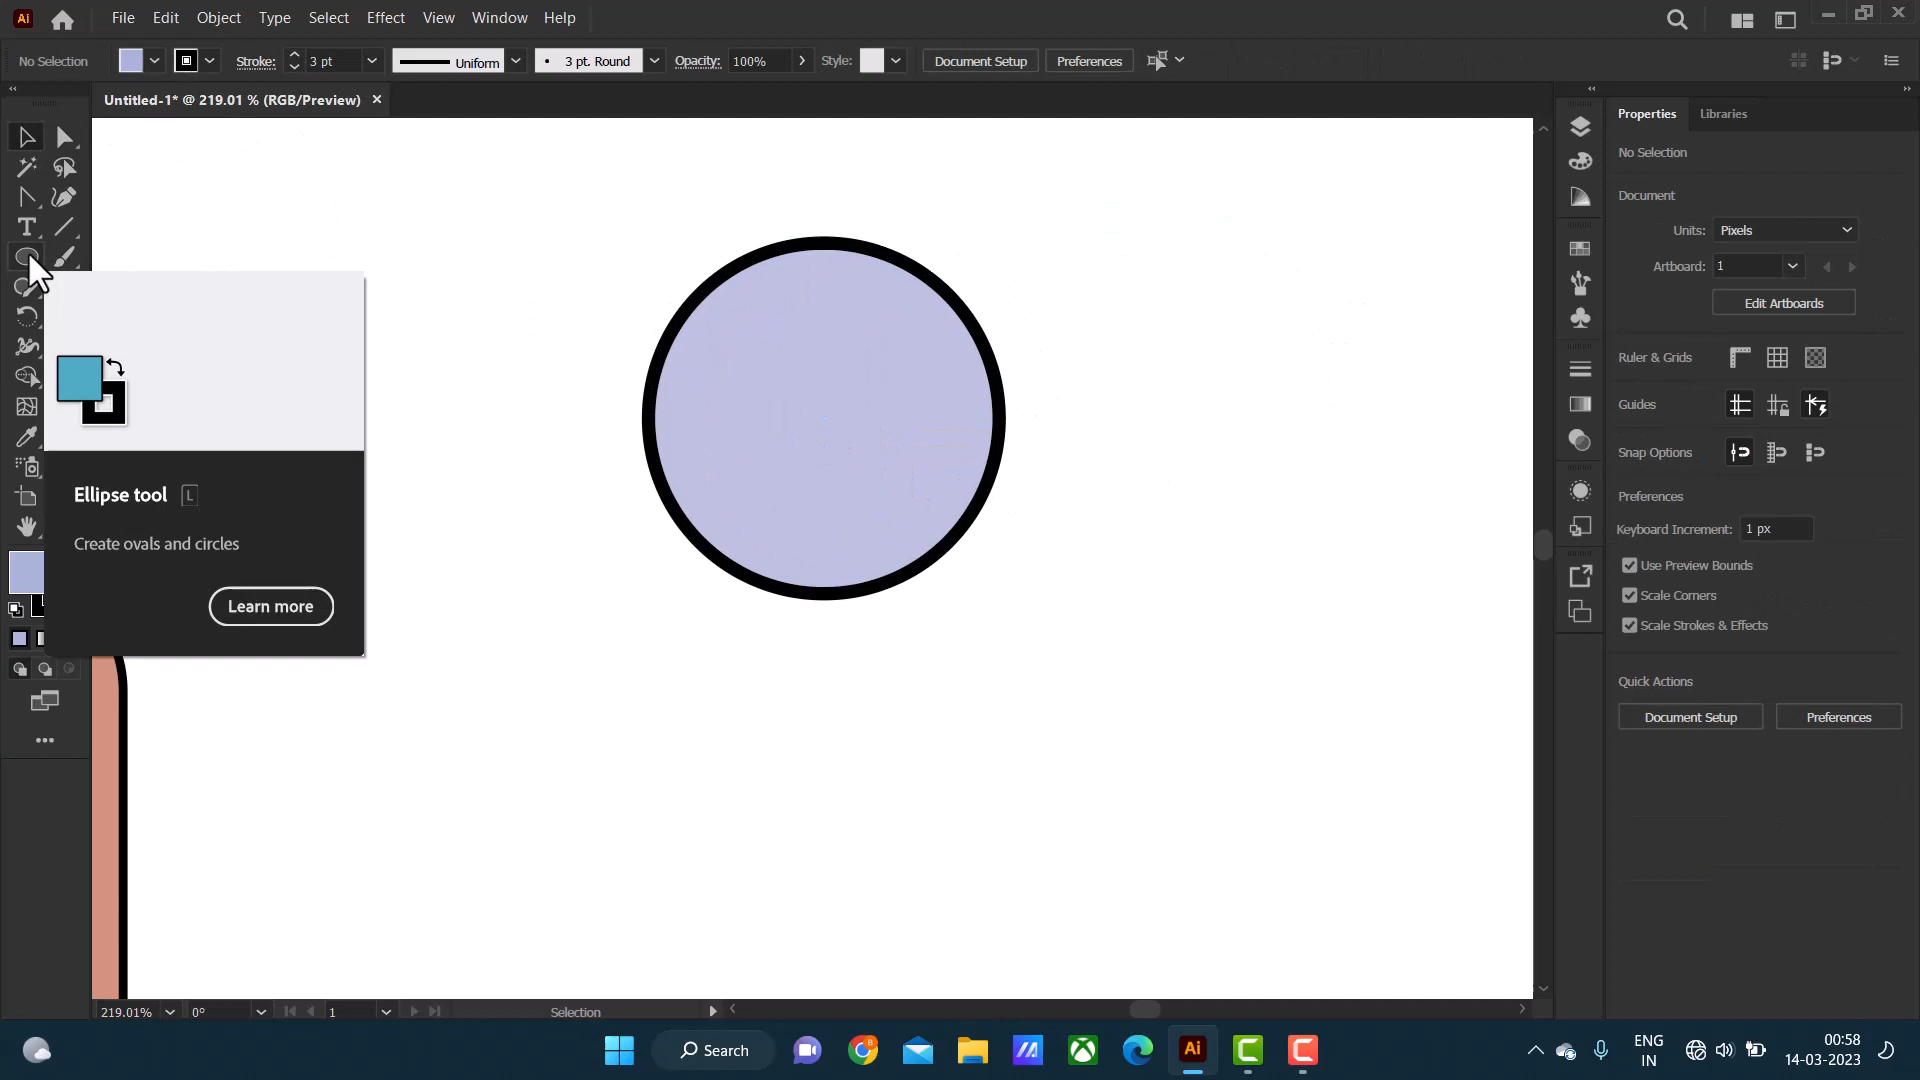 Ai File Edit Object Type Select Effect View Window Help
No Selection Stroke: 3 pt Uniform 3 pt. Round Opacity: 100% Style: Document Setup Preferences
Untitled-1* @ 219.01 % (RGB/Preview)
Ellipse tool L
Create ovals and circles
Learn more
Properties Libraries
No Selection
Document
Units: Pixels
Artboard: 1
Edit Artboards
Ruler & Grids
Guides
Snap Options
Preferences
Keyboard Increment: 1 px
Use Preview Bounds
Scale Corners
Scale Strokes & Effects
Quick Actions
Document Setup Preferences
219.01% 0° 1 Selection
Search
Ai
ENG
IN
00:58
14-03-2023